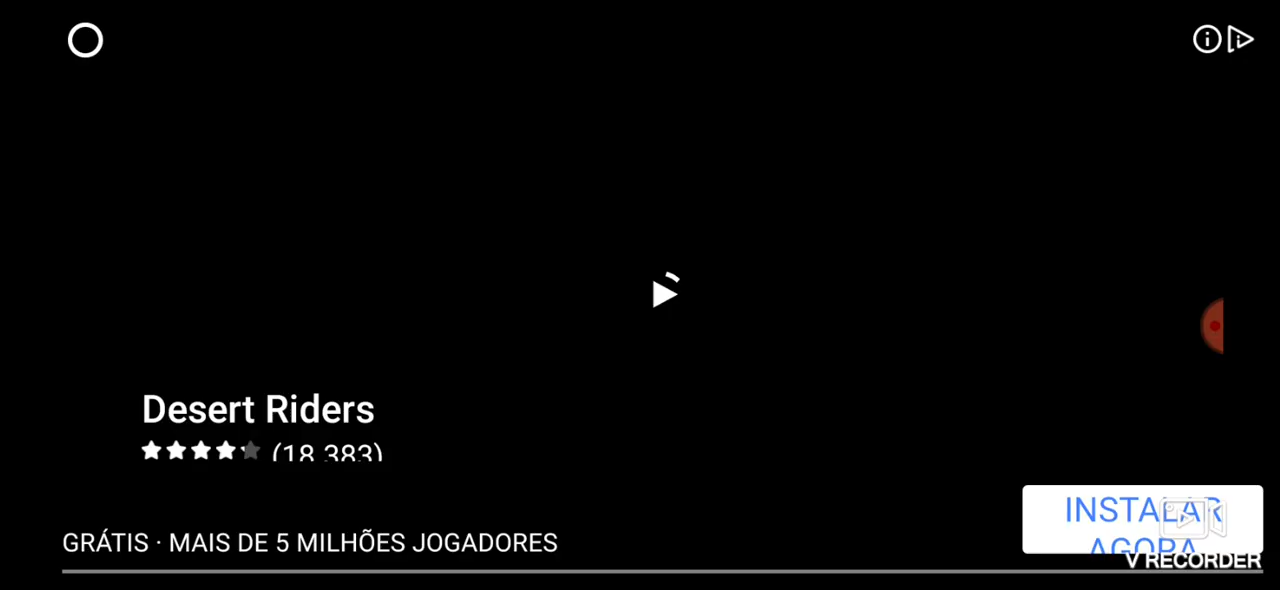 Desert Riders
(18.383)
INSTALAR
AGORA
GRÁTIS · MAIS DE 5 MILHÕES JOGADORES
V RECORDER